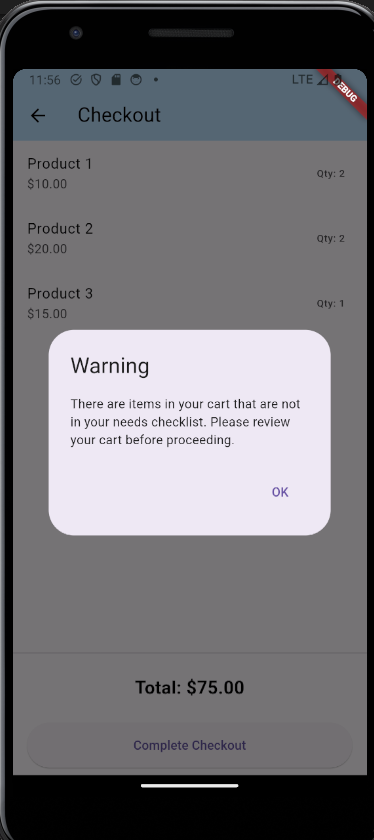 11:56
LTE
DEBUG
Checkout
Product 1
$10.00
Qty: 2
Product 2
$20.00
Qty: 2
Product 3
$15.00
Qty: 1
Warning
There are items in your cart that are not
in your needs checklist. Please review
your cart before proceeding.
OK
Total: $75.00
Complete Checkout